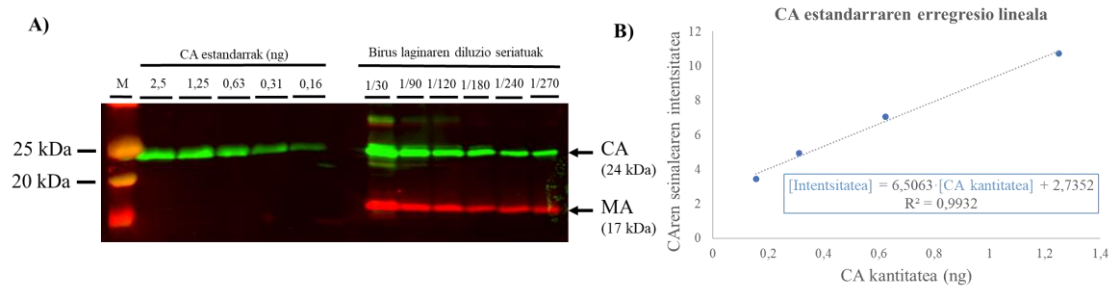 A)
CA estandarrak (ng)
Birus laginaren diluzio seriatuak
M 2,5 1,25 0,63 0,31 0,16 1/30 1/90 1/120 1/180 1/240 1/270
25 kDa
20 kDa
CA
(24 kDa)
MA
(17 kDa)
B)
CA estandarraren erregresio lineala
CAren seinalearen intentsitatea
12
10
8
6
4
2
0
[Intentsitatea] = 6,5063·[CA kantitatea] + 2,7352
R² = 0,9932
0 0,2 0,4 0,6 0,8 1 1,2 1,4
CA kantitatea (ng)